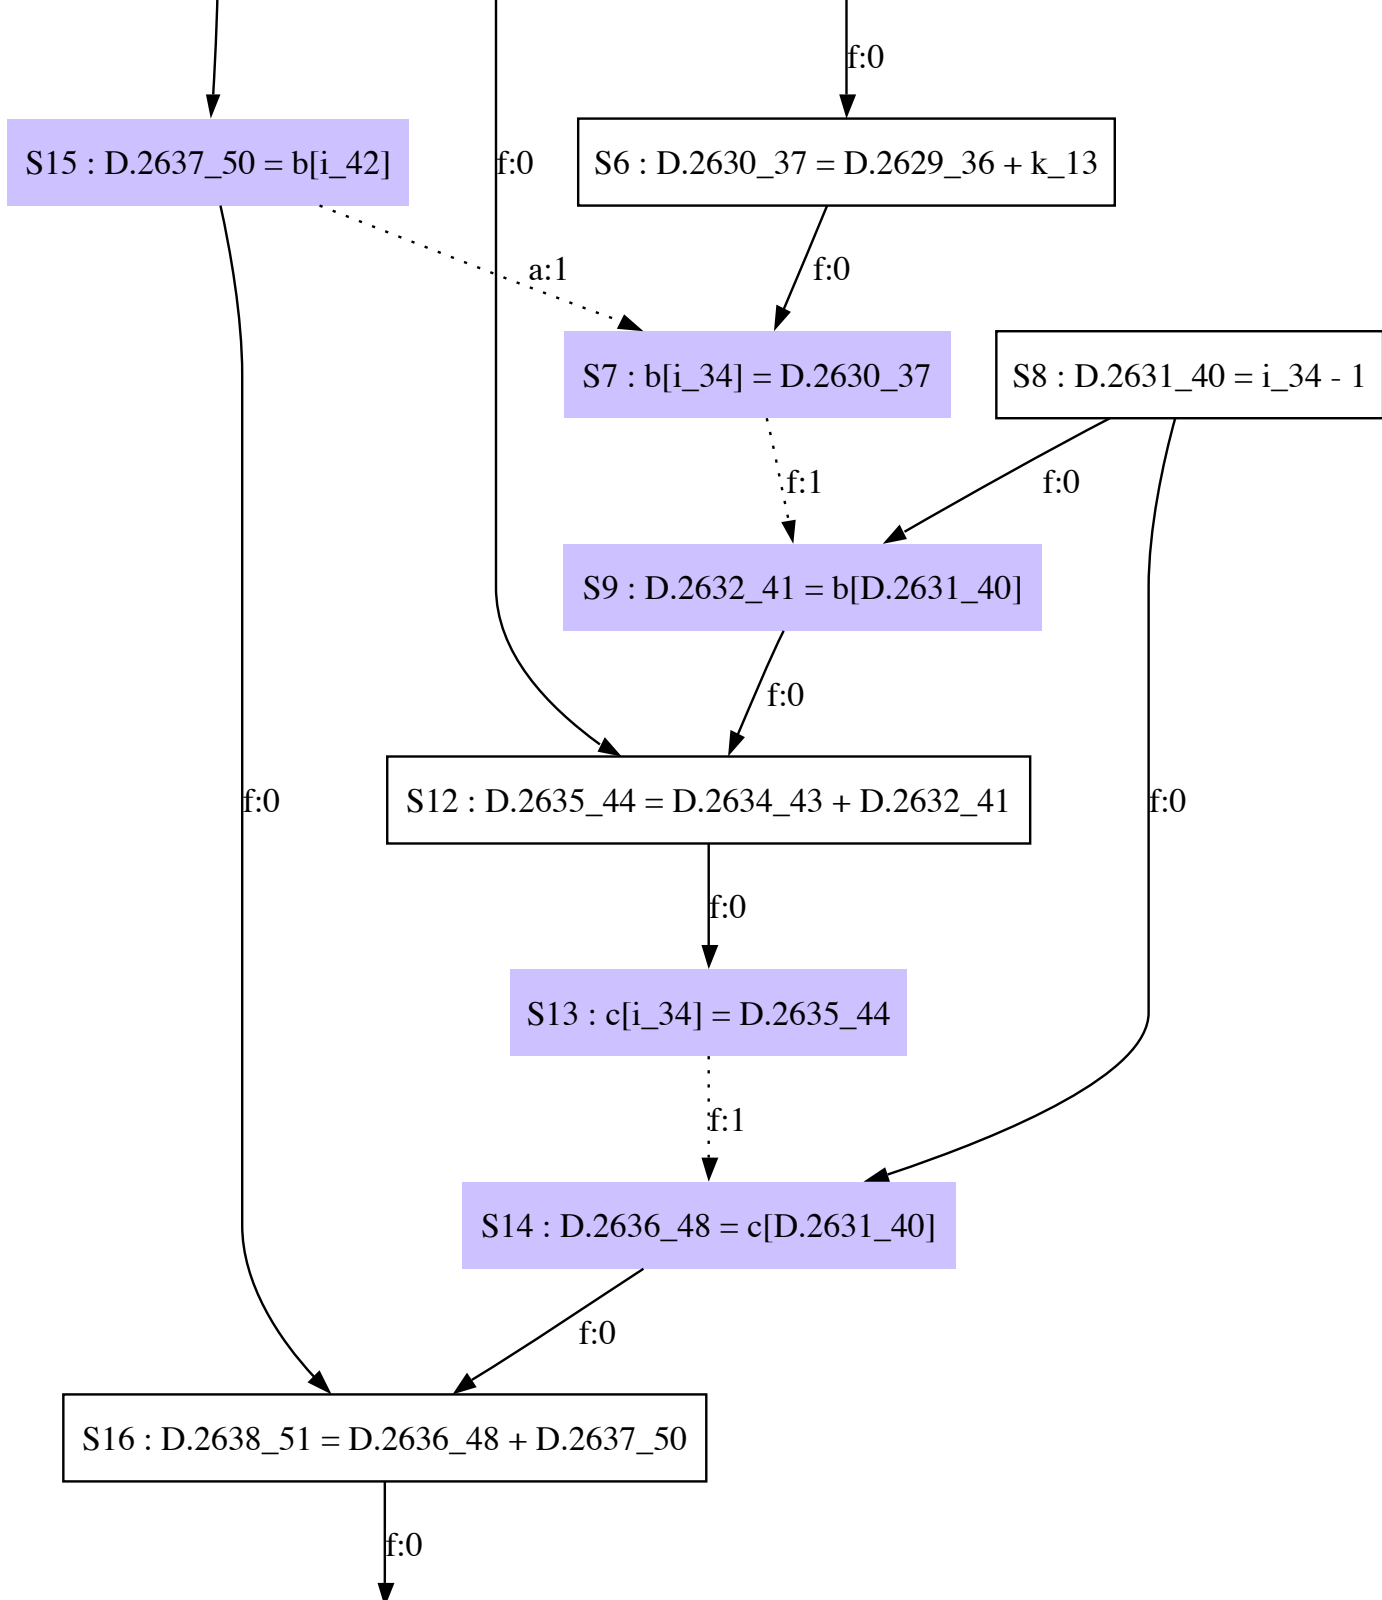 f:0
S15 : D.2637_50 = b[i_42]
f:0
S6 : D.2630_37 = D.2629_36 + k_13
a:1
f:0
S7 : b[i_34] = D.2630_37
S8 : D.2631_40 = i_34 - 1
f:1
f:0
S9 : D.2632_41 = b[D.2631_40]
f:0
f:0
S12 : D.2635_44 = D.2634_43 + D.2632_41
f:0
f:0
S13 : c[i_34] = D.2635_44
f:1
S14 : D.2636_48 = c[D.2631_40]
f:0
S16 : D.2638_51 = D.2636_48 + D.2637_50
f:0